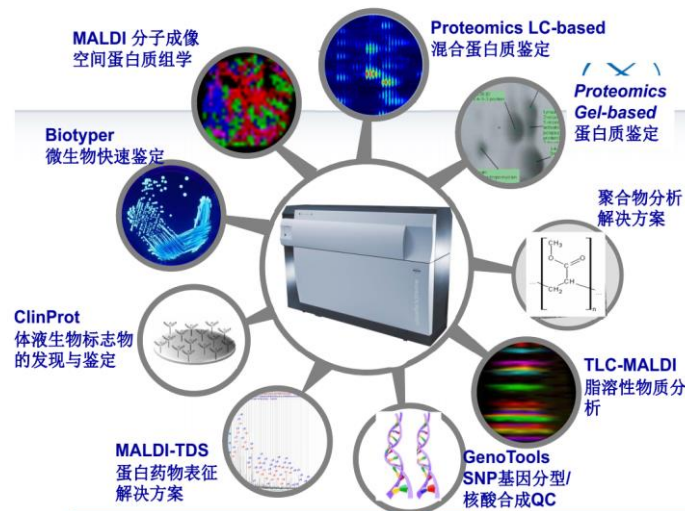 MALDI 分子成像
空间蛋白质组学
Proteomics LC-based
混合蛋白质鉴定
Proteomics
Gel-based
蛋白质鉴定
Biotyper
微生物快速鉴定
聚合物分析
解决方案
CH₃
O
O
CH₂
CH
n
ClinProt
体液生物标志物
的发现与鉴定
TLC-MALDI
脂溶性物质分
析
MALDI-TDS
蛋白药物表征
解决方案
GenoTools
SNP基因分型/
核酸合成QC